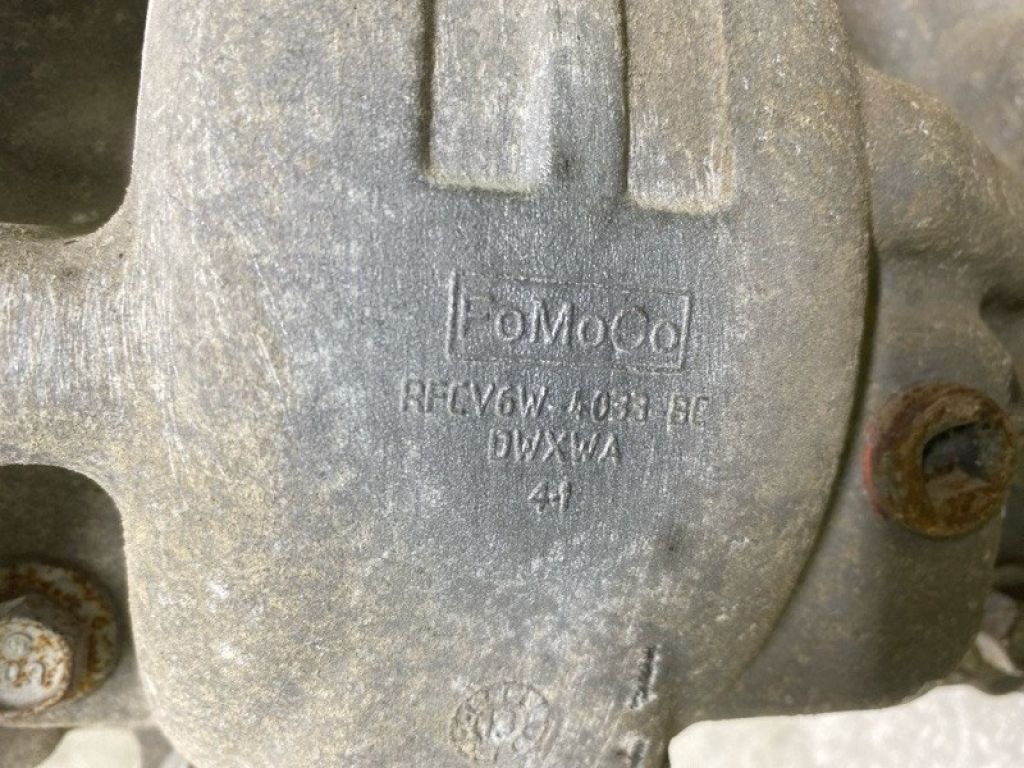 FoMoCo
RFCV6W-4033-BE
DWXWA
41